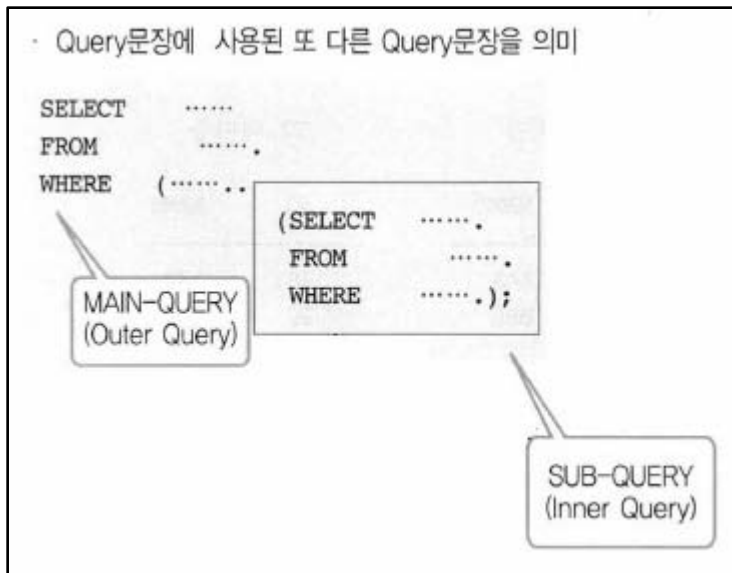 · Query문장에 사용된 또 다른 Query문장을 의미
SELECT ······
FROM ······.
WHERE (······..
(SELECT ······.
FROM ······.
WHERE ······.);
MAIN-QUERY
(Outer Query)
SUB-QUERY
(Inner Query)